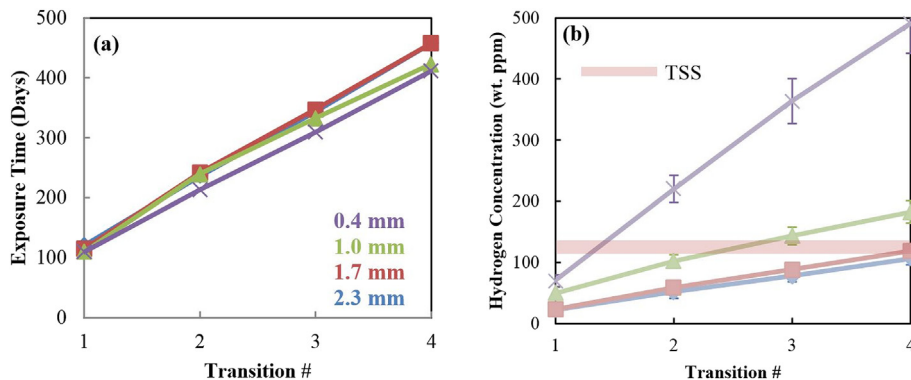 (a)
Exposure Time (Days)
500
400
300
200
100
0
0.4 mm
1.0 mm
1.7 mm
2.3 mm
1 2 3 4
Transition #
(b)
TSS
Hydrogen Concentration (wt. ppm)
500
400
300
200
100
0
1 2 3 4
Transition #